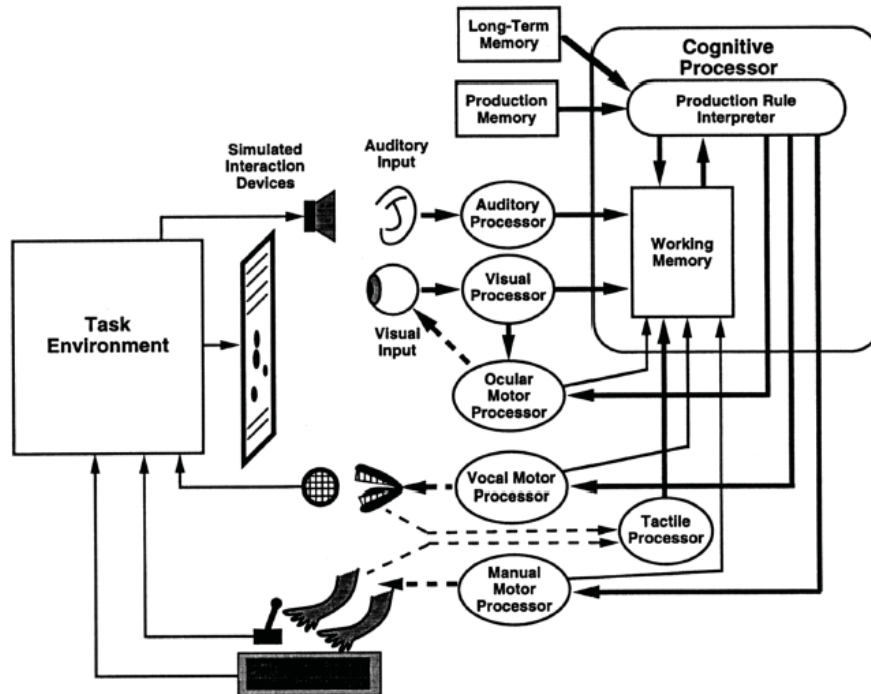 Long-Term
Memory
Cognitive
Processor
Production
Memory
Production Rule
Interpreter
Simulated
Interaction
Devices
Auditory
Input
Auditory
Processor
Working
Memory
Visual
Processor
Task
Environment
Visual
Input
Ocular
Motor
Processor
Vocal Motor
Processor
Tactile
Processor
Manual
Motor
Processor